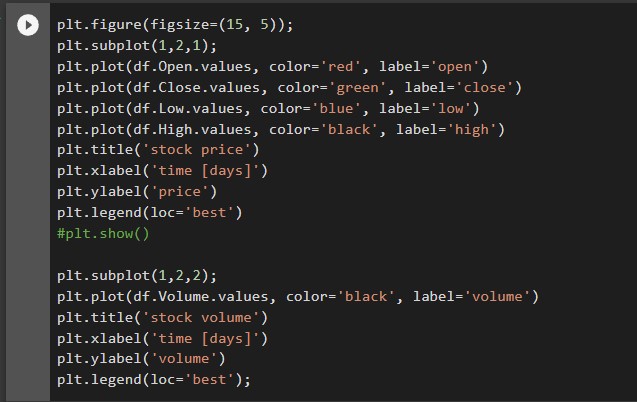 plt.figure(figsize=(15, 5));
plt.subplot(1,2,1);
plt.plot(df.Open.values, color='red', label='open')
plt.plot(df.Close.values, color='green', label='close')
plt.plot(df.Low.values, color='blue', label='low')
plt.plot(df.High.values, color='black', label='high')
plt.title('stock price')
plt.xlabel('time [days]')
plt.ylabel('price')
plt.legend(loc='best')
#plt.show()

plt.subplot(1,2,2);
plt.plot(df.Volume.values, color='black', label='volume')
plt.title('stock volume')
plt.xlabel('time [days]')
plt.ylabel('volume')
plt.legend(loc='best');